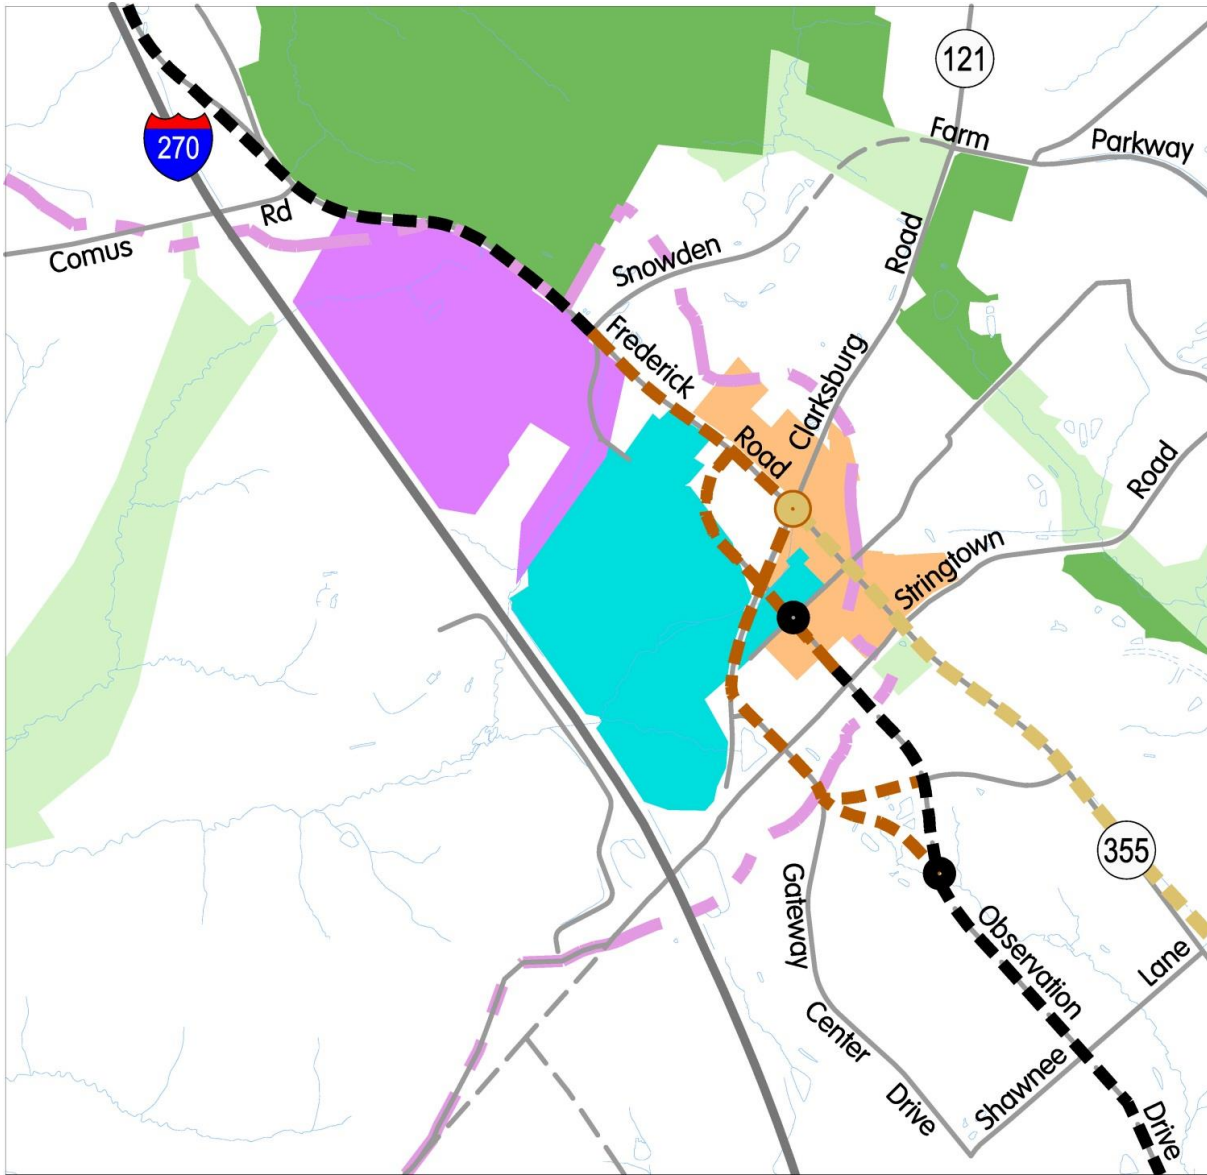 121
Farm
Parkway
270
Rd
Comus
Snowden
Road
Frederick
Clarksburg
Road
Road
Stringtown
355
Gateway
Observation
Lane
Center
Shawnee
Drive
Drive